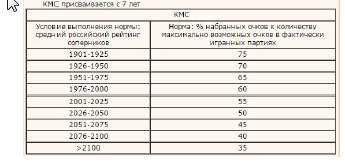 КМС присваивается с 7 лет
КМС
Условие выполнения нормы: средний российский рейтинг соперников
Норма: % набранных очков к количеству максимально возможных очков в фактически игранных партиях
1901-1925 75
1926-1950 70
1951-1975 65
1976-2000 60
2001-2025 55
2026-2050 50
2051-2075 45
2076-2100 40
>2100 35